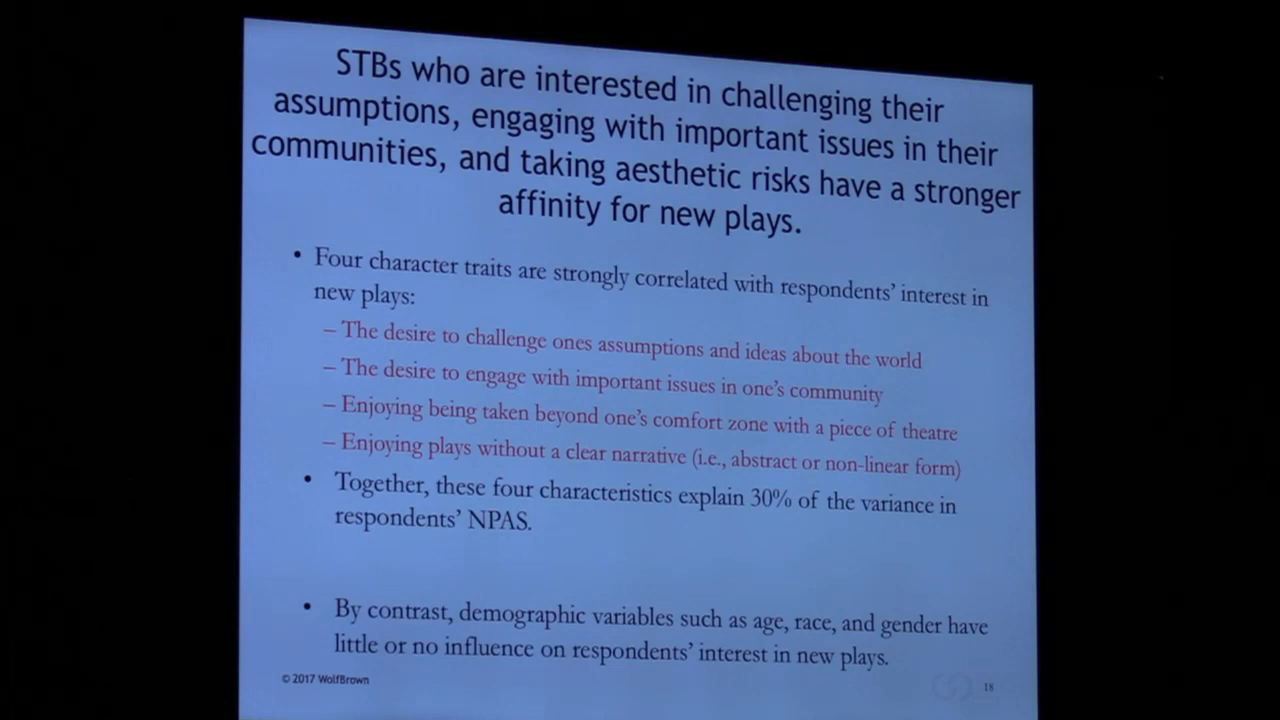 STBs who are interested in challenging their
assumptions, engaging with important issues in their
communities, and taking aesthetic risks have a stronger
affinity for new plays.
• Four character traits are strongly correlated with respondents' interest in
new plays:
– The desire to challenge ones assumptions and ideas about the world
– The desire to engage with important issues in one's community
– Enjoying being taken beyond one's comfort zone with a piece of theatre
– Enjoying plays without a clear narrative (i.e., abstract or non-linear form)
• Together, these four characteristics explain 30% of the variance in
respondents' NPAS.
• By contrast, demographic variables such as age, race, and gender have
little or no influence on respondents' interest in new plays.
© 2017 WolfBrown
18